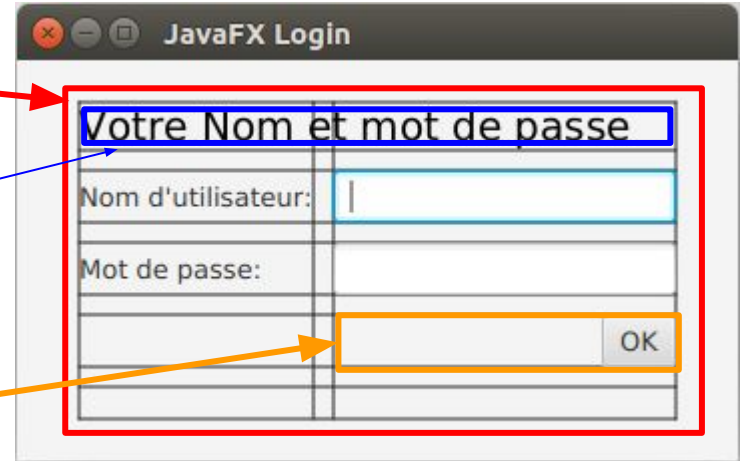 JavaFX Login
Votre Nom et mot de passe
Nom d'utilisateur:
Mot de passe:
OK